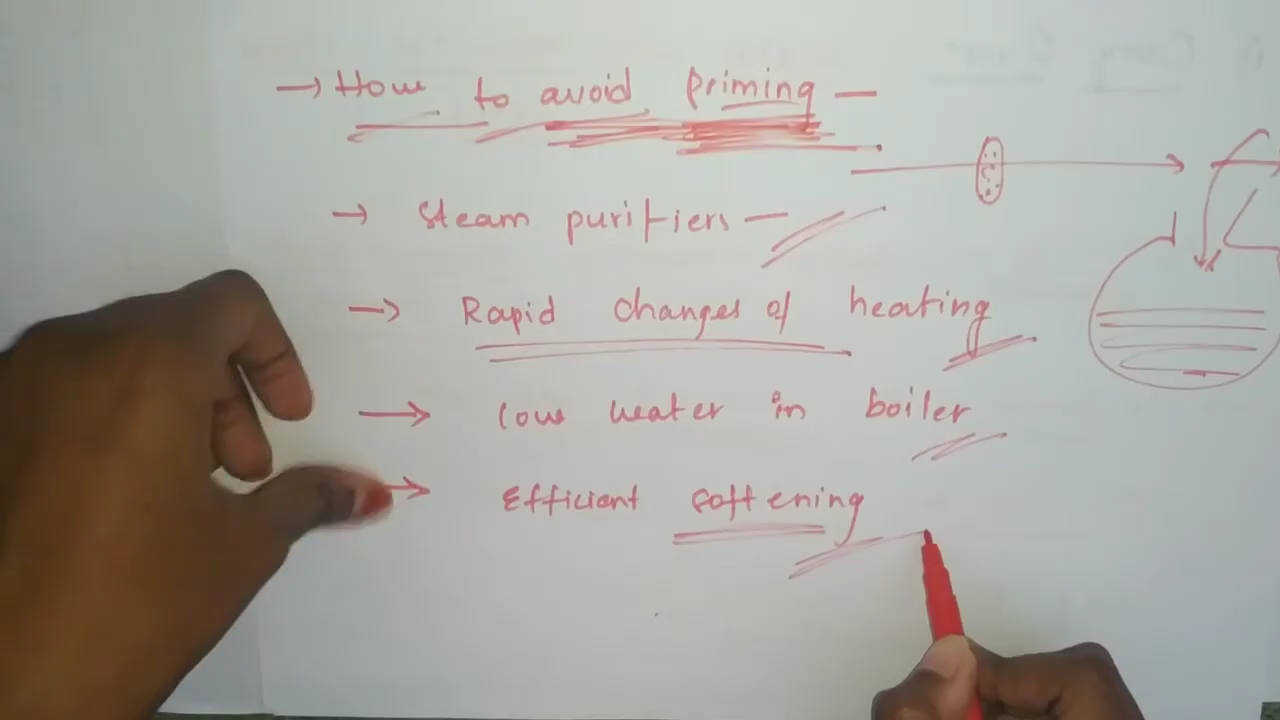 → How to avoid priming —
→ Steam purifiers —
→ Rapid changes of heating
→ low water in boiler
→ Efficient softening